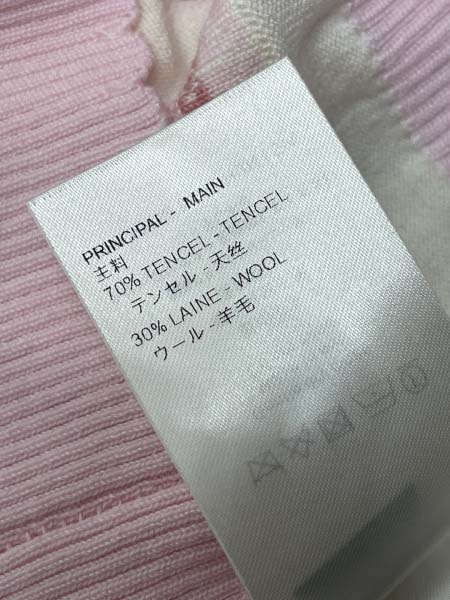 PRINCIPAL - MAIN
主料
70% TENCEL - TENCEL
テンセル - 天丝
30% LAINE - WOOL
ウール - 羊毛